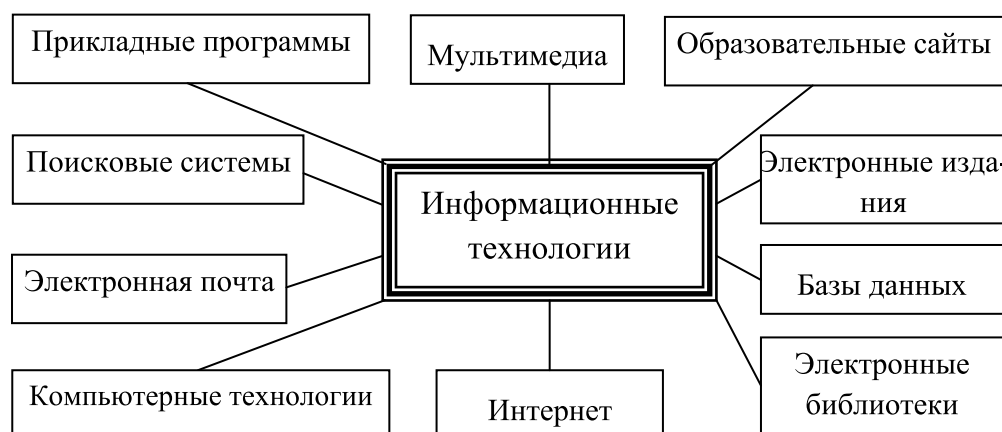 Прикладные программы
Мультимедиа
Образовательные сайты
Поисковые системы
Электронные изда-
ния
Информационные
технологии
Электронная почта
Базы данных
Компьютерные технологии
Интернет
Электронные
библиотеки